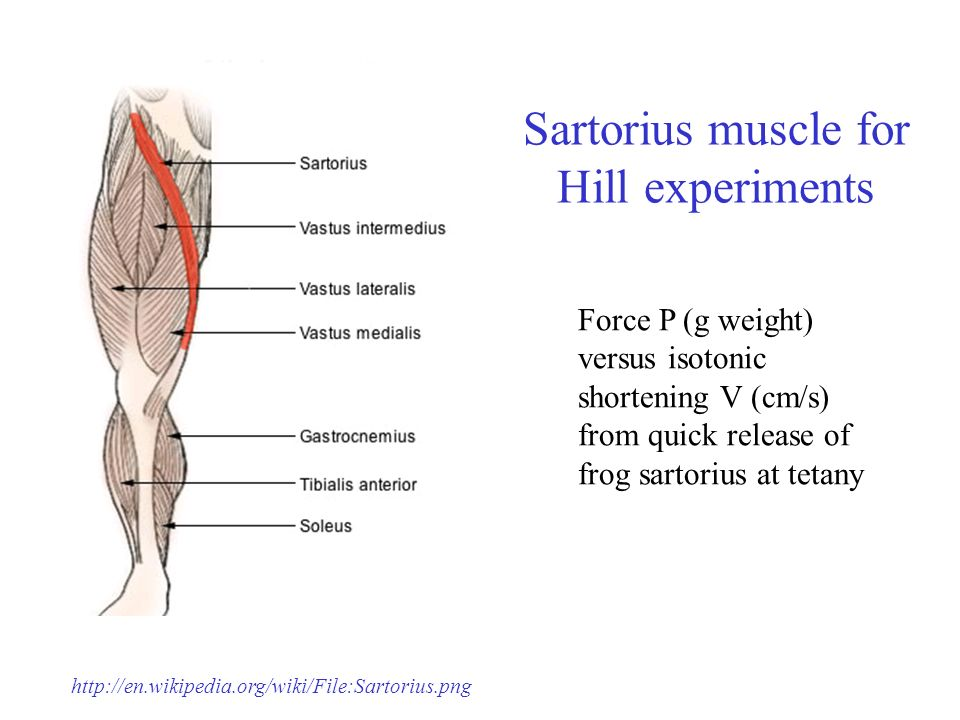 Sartorius muscle for
Hill experiments
Sartorius
Vastus intermedius
Vastus lateralis
Vastus medialis
Gastrocnemius
Tibialis anterior
Soleus
Force P (g weight)
versus isotonic
shortening V (cm/s)
from quick release of
frog sartorius at tetany
http://en.wikipedia.org/wiki/File:Sartorius.png